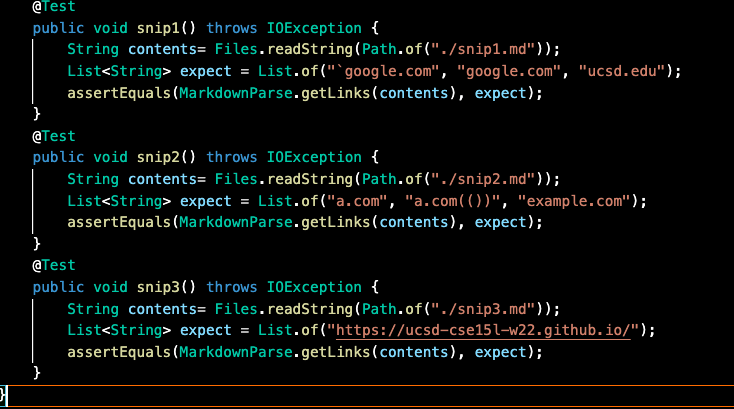 @Test
public void snip1() throws IOException {
String contents= Files.readString(Path.of("./snip1.md"));
List<String> expect = List.of("`google.com", "google.com", "ucsd.edu");
assertEquals(MarkdownParse.getLinks(contents), expect);
}
@Test
public void snip2() throws IOException {
String contents= Files.readString(Path.of("./snip2.md"));
List<String> expect = List.of("a.com", "a.com(())", "example.com");
assertEquals(MarkdownParse.getLinks(contents), expect);
}
@Test
public void snip3() throws IOException {
String contents= Files.readString(Path.of("./snip3.md"));
List<String> expect = List.of("https://ucsd-cse15l-w22.github.io/");
assertEquals(MarkdownParse.getLinks(contents), expect);
}
}